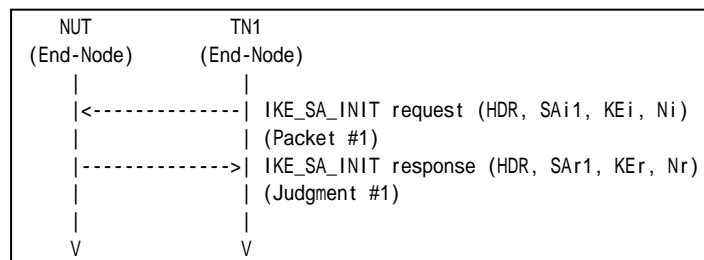 NUT TN1
(End-Node) (End-Node)
| |
|<--------------| IKE_SA_INIT request (HDR, SAi1, KEi, Ni)
| | (Packet #1)
|-------------->| IKE_SA_INIT response (HDR, SAr1, KEr, Nr)
| | (Judgment #1)
| |
V V